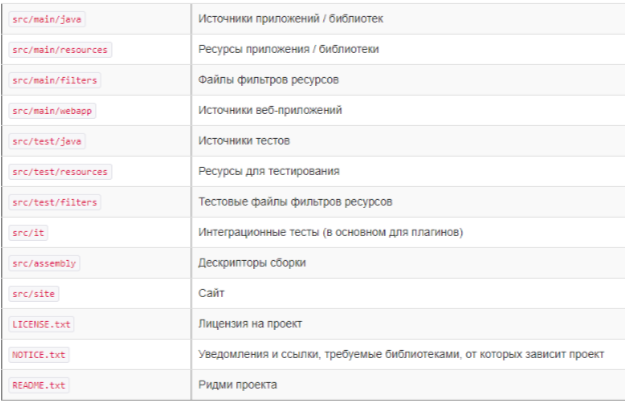 src/main/java Источники приложений / библиотек
src/main/resources Ресурсы приложения / библиотеки
src/main/filters Файлы фильтров ресурсов
src/main/webapp Источники веб-приложений
src/test/java Источники тестов
src/test/resources Ресурсы для тестирования
src/test/filters Тестовые файлы фильтров ресурсов
src/it Интеграционные тесты (в основном для плагинов)
src/assembly Дескрипторы сборки
src/site Сайт
LICENSE.txt Лицензия на проект
NOTICE.txt Уведомления и ссылки, требуемые библиотеками, от которых зависит проект
README.txt Ридми проекта